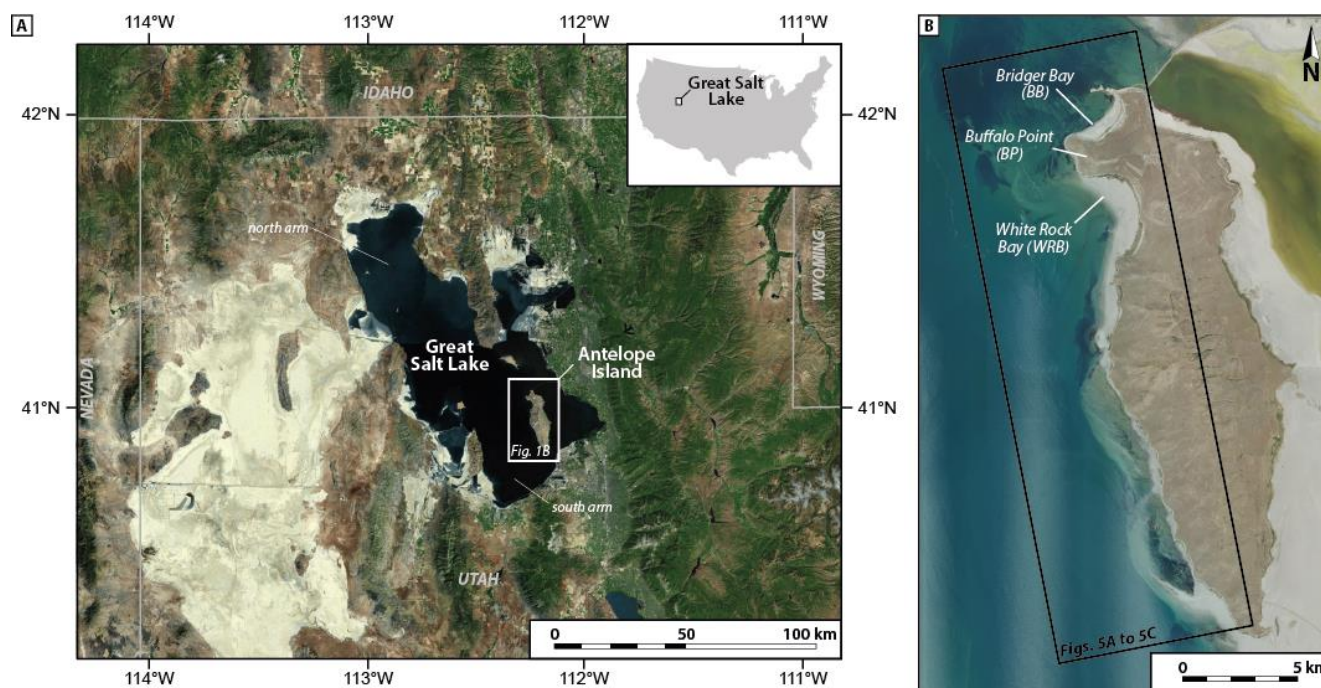 A
114°W 113°W 112°W 111°W
42°N
IDAHO
Great Salt
Lake
42°N
north arm
WYOMING
NEVADA
Great
Salt Lake
Antelope
Island
41°N
41°N
Fig. 1B
south arm
UTAH
0 50 100 km
114°W 113°W 112°W 111°W
B
N
Bridger Bay
(BB)
Buffalo Point
(BP)
White Rock
Bay (WRB)
Figs. 5A to 5C
0 5 km